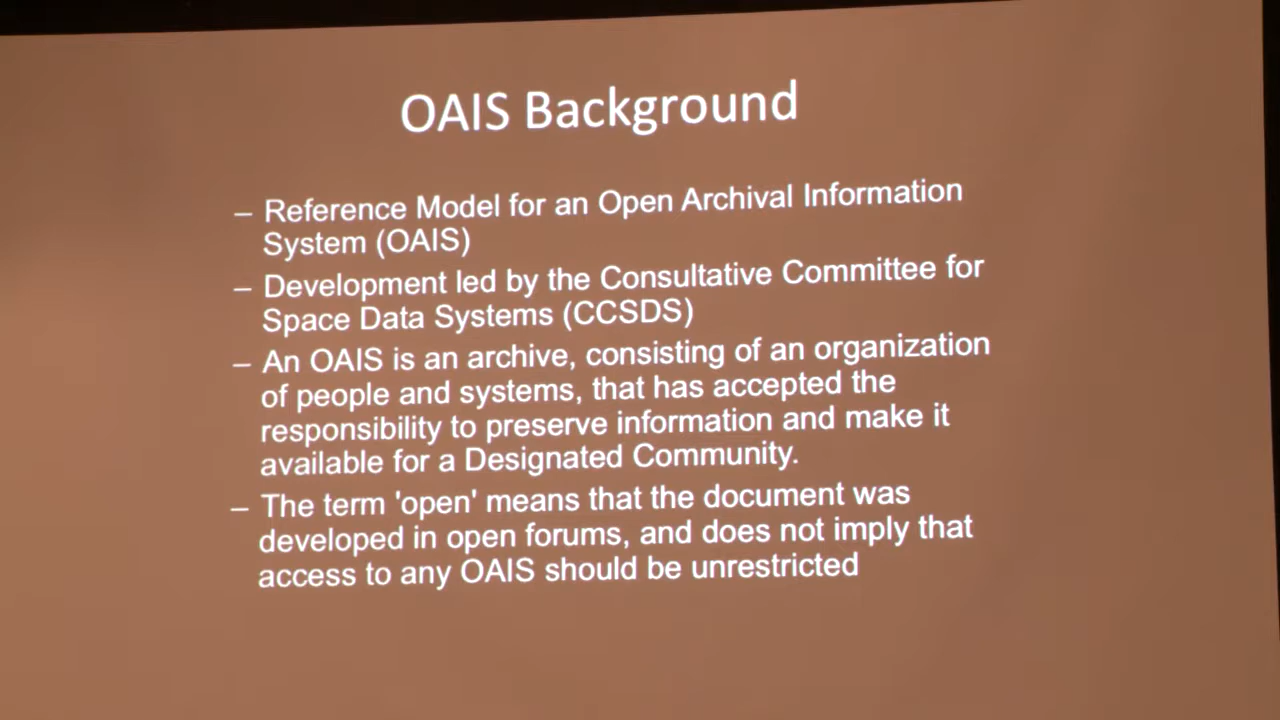 OAIS Background
– Reference Model for an Open Archival Information
System (OAIS)
– Development led by the Consultative Committee for
Space Data Systems (CCSDS)
– An OAIS is an archive, consisting of an organization
of people and systems, that has accepted the
responsibility to preserve information and make it
available for a Designated Community.
– The term 'open' means that the document was
developed in open forums, and does not imply that
access to any OAIS should be unrestricted